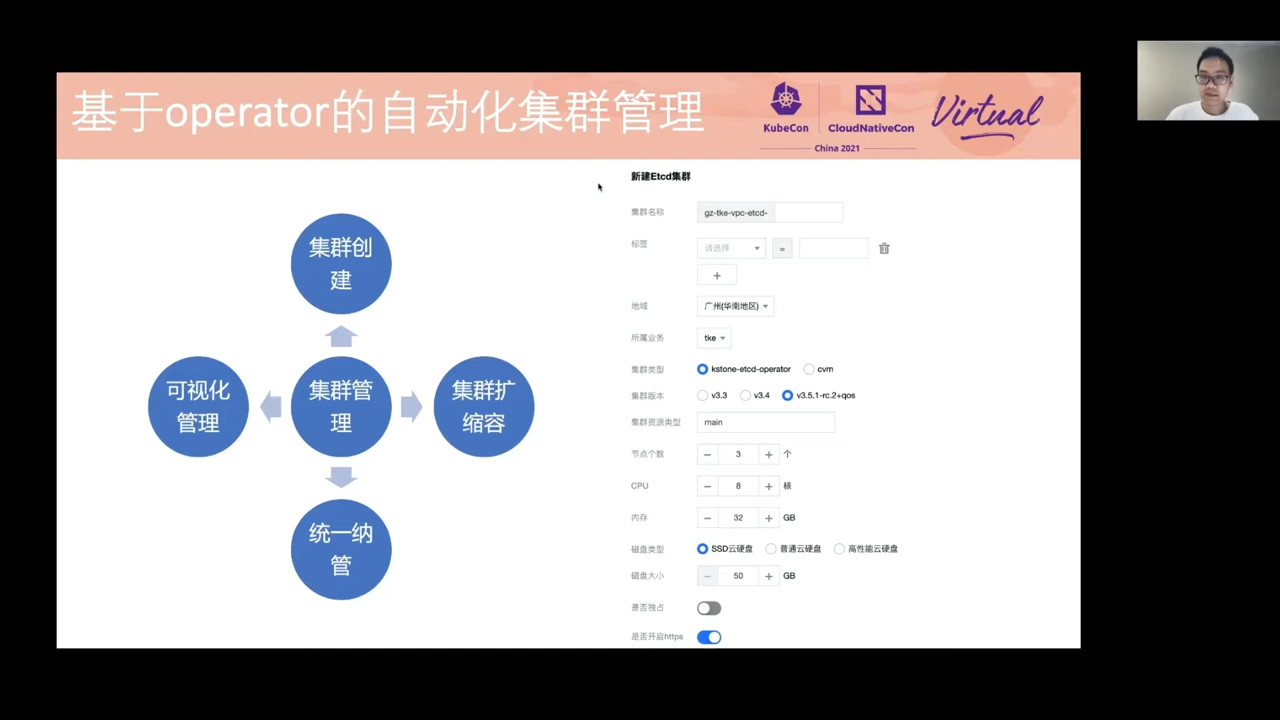 基于operator的自动化集群管理
KubeCon
CloudNativeCon
Virtual
China 2021
集群创
建
可视化
管理
集群管
理
集群扩
缩容
统一纳
管
新建Etcd集群
集群名称 gz-tke-vpc-etcd-
标签 请选择 =
+
地域 广州(华南地区)
所属业务 tke
集群类型 kstone-etcd-operator cvm
集群版本 v3.3 v3.4 v3.5.1-rc.2+qos
集群资源类型 main
节点个数 − 3 + 个
CPU − 8 + 核
内存 − 32 + GB
磁盘类型 SSD云硬盘 普通云硬盘 高性能云硬盘
磁盘大小 − 50 + GB
是否独占
是否开启https